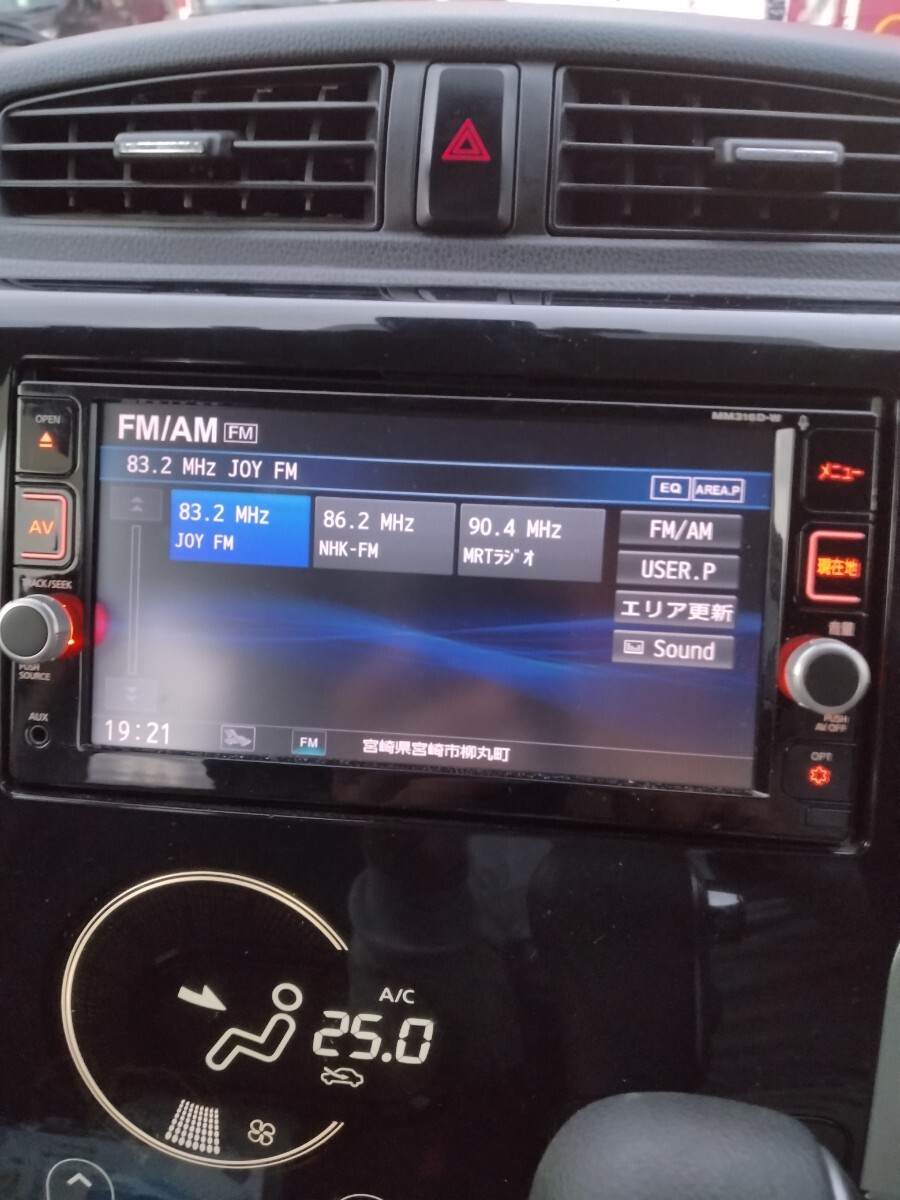 OPEN
AV
TRACK/SEEK
PUSH
SOURCE
AUX
FM/AM FM
MM316D-W
83.2 MHz JOY FM
EQ AREA.P
83.2 MHz
JOY FM
86.2 MHz
NHK-FM
90.4 MHz
MRTラジオ
FM/AM
USER.P
エリア更新
Sound
19:21
FM
宮崎県宮崎市柳丸町
メニュー
現在地
音量
PUSH
AV OFF
OPT
A/C
25.0